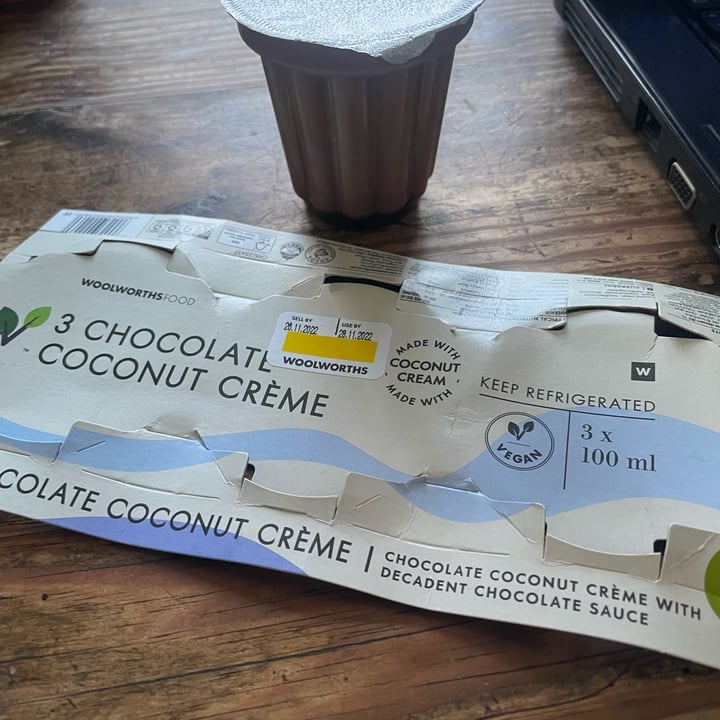 WOOLWORTHSFOOD
3 CHOCOLATE
COCONUT CRÈME
™
SELL BY
USE BY
28.11.2022
28.11.2022
WOOLWORTHS
MADE WITH
COCONUT
CREAM
MADE WITH
W
KEEP REFRIGERATED
VEGAN
3 x
100 ml
COLATE COCONUT CRÈME
CHOCOLATE COCONUT CRÈME WITH
DECADENT CHOCOLATE SAUCE